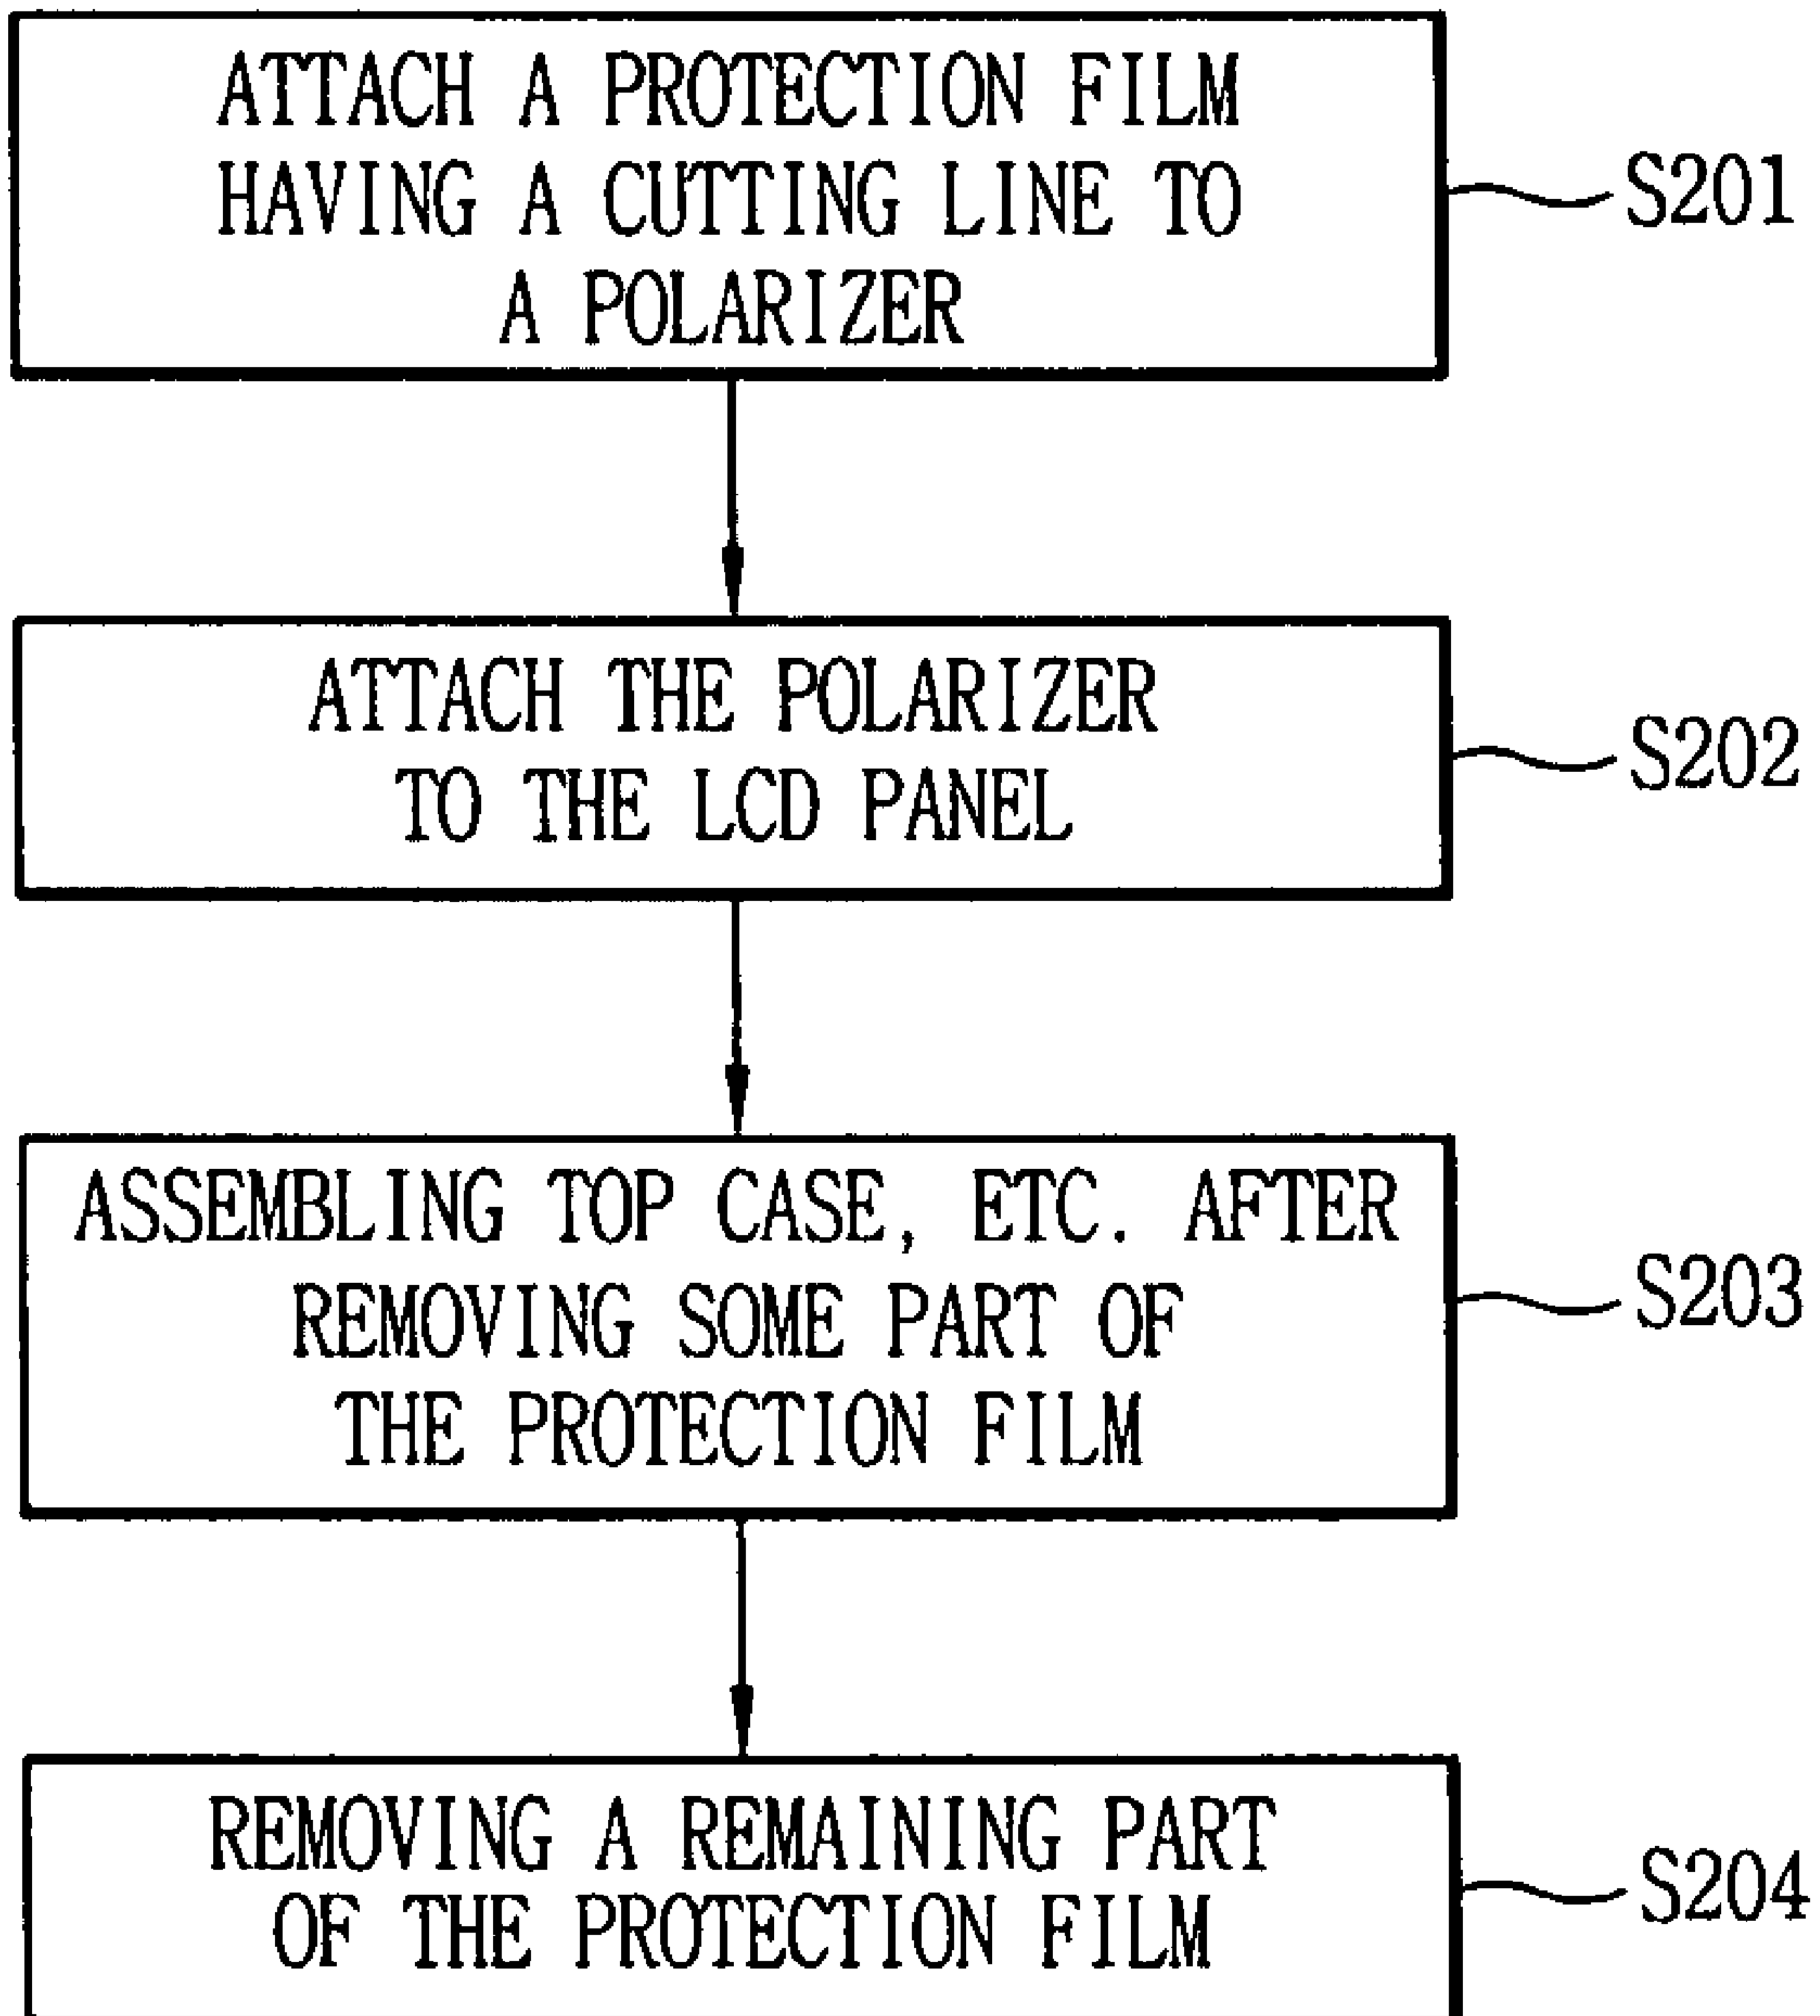 ATTACH A PROTECTION FILM
HAVING A CUTTING LINE TO
A POLARIZER
S201
ATTACH THE POLARIZER
TO THE LCD PANEL
S202
ASSEMBLING TOP CASE, ETC. AFTER
REMOVING SOME PART OF
THE PROTECTION FILM
S203
REMOVING A REMAINING PART
OF THE PROTECTION FILM
S204